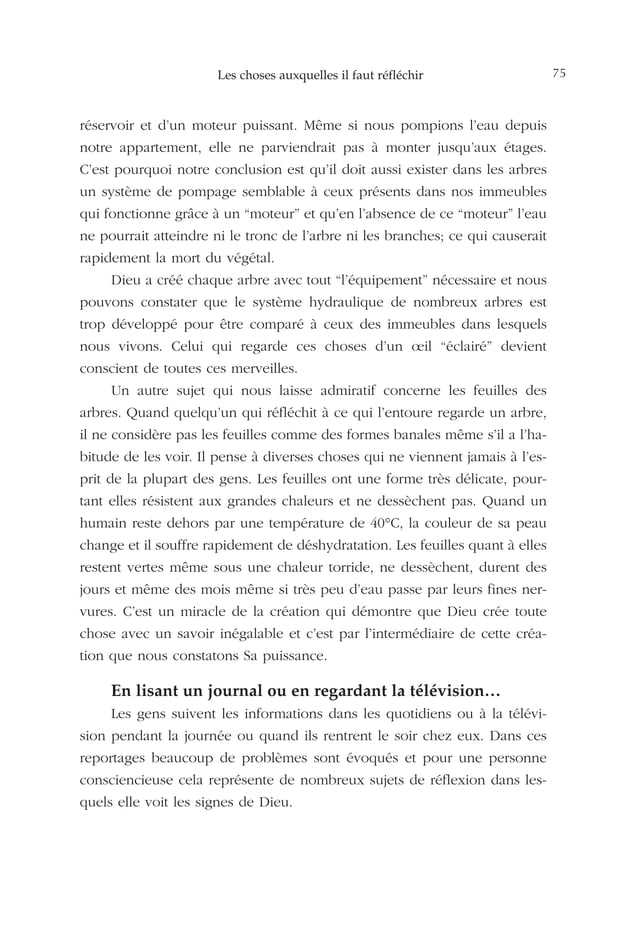 Les choses auxquelles il faut réfléchir 75
réservoir et d’un moteur puissant. Même si nous pompions l’eau depuis
notre appartement, elle ne parviendrait pas à monter jusqu’aux étages.
C’est pourquoi notre conclusion est qu’il doit aussi exister dans les arbres
un système de pompage semblable à ceux présents dans nos immeubles
qui fonctionne grâce à un “moteur” et qu’en l’absence de ce “moteur” l’eau
ne pourrait atteindre ni le tronc de l’arbre ni les branches; ce qui causerait
rapidement la mort du végétal.
Dieu a créé chaque arbre avec tout “l’équipement” nécessaire et nous
pouvons constater que le système hydraulique de nombreux arbres est
trop développé pour être comparé à ceux des immeubles dans lesquels
nous vivons. Celui qui regarde ces choses d’un œil “éclairé” devient
conscient de toutes ces merveilles.
Un autre sujet qui nous laisse admiratif concerne les feuilles des
arbres. Quand quelqu’un qui réfléchit à ce qui l’entoure regarde un arbre,
il ne considère pas les feuilles comme des formes banales même s’il a l’ha-
bitude de les voir. Il pense à diverses choses qui ne viennent jamais à l’es-
prit de la plupart des gens. Les feuilles ont une forme très délicate, pour-
tant elles résistent aux grandes chaleurs et ne dessèchent pas. Quand un
humain reste dehors par une température de 40°C, la couleur de sa peau
change et il souffre rapidement de déshydratation. Les feuilles quant à elles
restent vertes même sous une chaleur torride, ne dessèchent, durent des
jours et même des mois même si très peu d’eau passe par leurs fines ner-
vures. C’est un miracle de la création qui démontre que Dieu crée toute
chose avec un savoir inégalable et c’est par l’intermédiaire de cette créa-
tion que nous constatons Sa puissance.
En lisant un journal ou en regardant la télévision…
Les gens suivent les informations dans les quotidiens ou à la télévi-
sion pendant la journée ou quand ils rentrent le soir chez eux. Dans ces
reportages beaucoup de problèmes sont évoqués et pour une personne
consciencieuse cela représente de nombreux sujets de réflexion dans les-
quels elle voit les signes de Dieu.